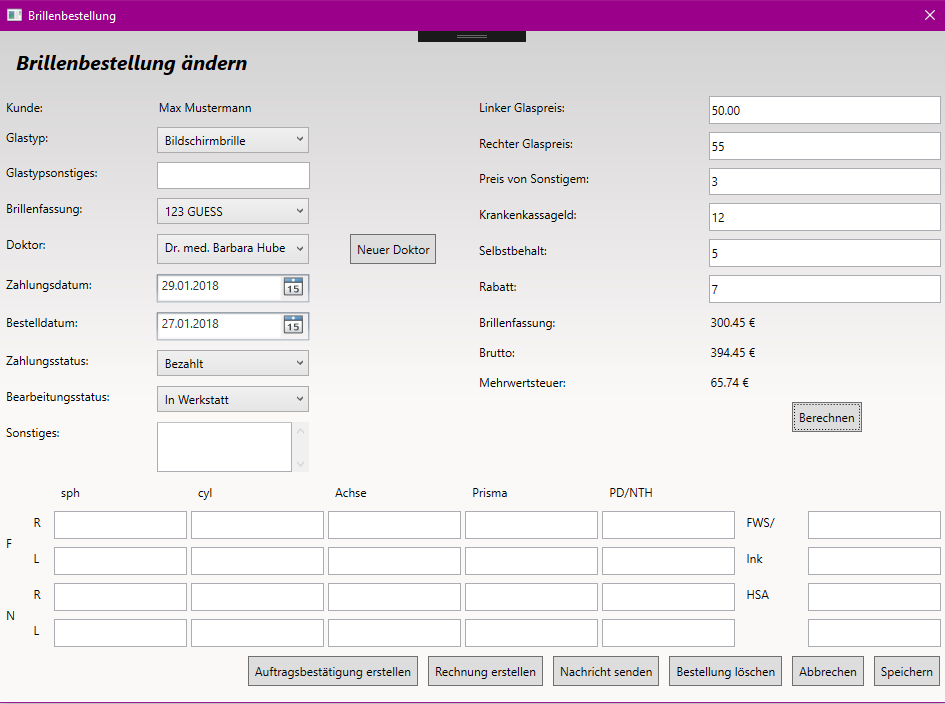 Brillenbestellung
Brillenbestellung ändern
Kunde: Max Mustermann
Glastyp: Bildschirmbrille
Glastypsonstiges:
Brillenfassung: 123 GUESS
Doktor: Dr. med. Barbara Hube Neuer Doktor
Zahlungsdatum: 29.01.2018 15
Bestelldatum: 27.01.2018 15
Zahlungsstatus: Bezahlt
Bearbeitungsstatus: In Werkstatt
Sonstiges:
Linker Glaspreis: 50.00
Rechter Glaspreis: 55
Preis von Sonstigem: 3
Krankenkassageld: 12
Selbstbehalt: 5
Rabatt: 7
Brillenfassung: 300.45 €
Brutto: 394.45 €
Mehrwertsteuer: 65.74 €
Berechnen
sph cyl Achse Prisma PD/NTH
R FWS/
F
L Ink
R HSA
N
L
Auftragsbestätigung erstellen Rechnung erstellen Nachricht senden Bestellung löschen Abbrechen Speichern